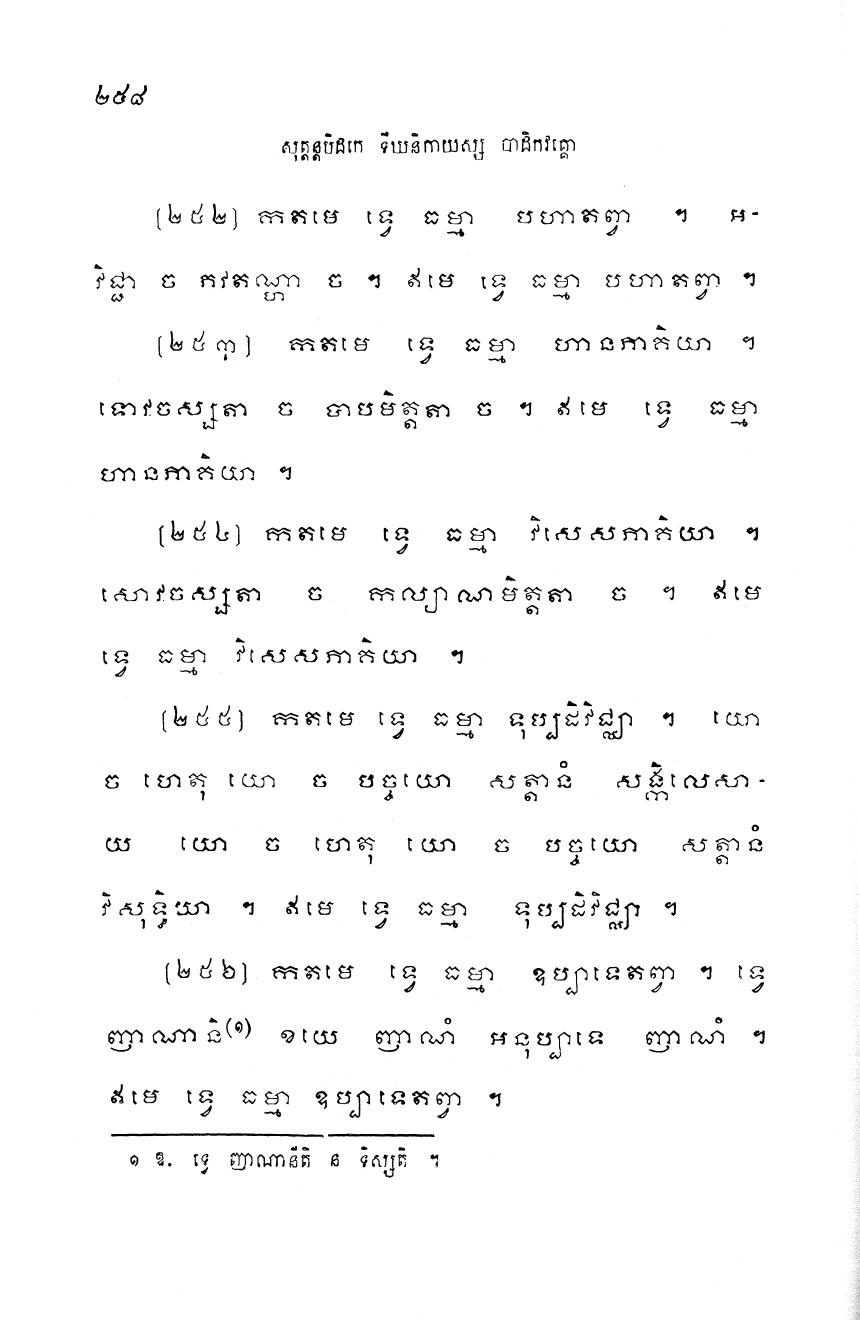 ២៥៨
សុត្តន្តបិដកេ ទីឃនិកាយស្ស បាដិកវគ្គោ
[២៥២] កតមេ ទ្វេ ធម្មា បហាតព្វា ។ អ-
វិជ្ជា ច ភវតណ្ហា ច ។ ឥមេ ទ្វេ ធម្មា បហាតព្វា ។
[២៥៣] កតមេ ទ្វេ ធម្មា ហានភាគិយា ។
ទោវចស្សតា ច បាបមិត្តតា ច ។ ឥមេ ទ្វេ ធម្មា
ហានភាគិយា ។
[២៥៤] កតមេ ទ្វេ ធម្មា វិសេសភាគិយា ។
សោវចស្សតា ច កល្យាណមិត្តតា ច ។ ឥមេ
ទ្វេ ធម្មា វិសេសភាគិយា ។
[២៥៥] កតមេ ទ្វេ ធម្មា ទុប្បដិវិជ្ឈា ។ យោ
ច ហេតុ យោ ច បច្ចយោ សត្តានំ សង្កិលេសា-
យ យោ ច ហេតុ យោ ច បច្ចយោ សត្តានំ
វិសុទ្ធិយា ។ ឥមេ ទ្វេ ធម្មា ទុប្បដិវិជ្ឈា ។
[២៥៦] កតមេ ទ្វេ ធម្មា ឧប្បាទេតព្វា ។ ទ្វេ
ញាណានិ(១) ខយេ ញាណំ អនុប្បាទេ ញាណំ ។
ឥមេ ទ្វេ ធម្មា ឧប្បាទេតព្វា ។
១ ឱ. ទ្វេ ញាណានីតិ ន ទិស្សតិ ។